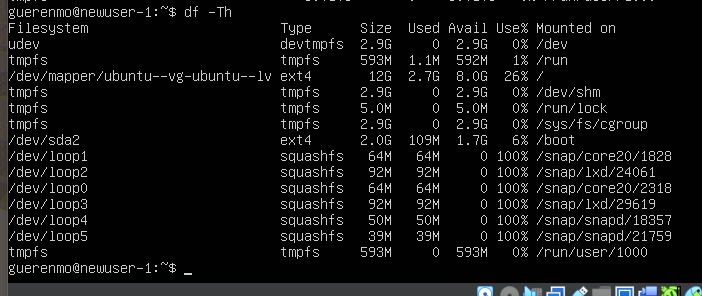 guerenmo@newuser-1:~$ df -Th
Filesystem Type Size Used Avail Use% Mounted on
udev devtmpfs 2.9G 0 2.9G 0% /dev
tmpfs tmpfs 593M 1.1M 592M 1% /run
/dev/mapper/ubuntu--vg-ubuntu--lv ext4 12G 2.7G 8.0G 26% /
tmpfs tmpfs 2.9G 0 2.9G 0% /dev/shm
tmpfs tmpfs 5.0M 0 5.0M 0% /run/lock
tmpfs tmpfs 2.9G 0 2.9G 0% /sys/fs/cgroup
/dev/sda2 ext4 2.0G 109M 1.7G 6% /boot
/dev/loop1 squashfs 64M 64M 0 100% /snap/core20/1828
/dev/loop2 squashfs 92M 92M 0 100% /snap/lxd/24061
/dev/loop0 squashfs 64M 64M 0 100% /snap/core20/2318
/dev/loop3 squashfs 92M 92M 0 100% /snap/lxd/29619
/dev/loop4 squashfs 50M 50M 0 100% /snap/snapd/18357
/dev/loop5 squashfs 39M 39M 0 100% /snap/snapd/21759
tmpfs tmpfs 593M 0 593M 0% /run/user/1000
guerenmo@newuser-1:~$ _